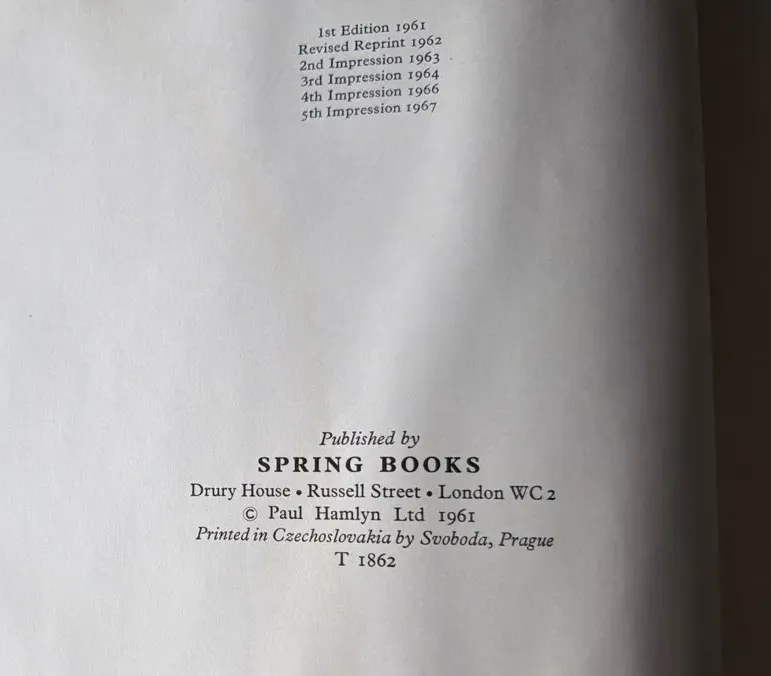 1st Edition 1961
Revised Reprint 1962
2nd Impression 1963
3rd Impression 1964
4th Impression 1966
5th Impression 1967
Published by
SPRING BOOKS
Drury House • Russell Street • London WC 2
© Paul Hamlyn Ltd 1961
Printed in Czechoslovakia by Svoboda, Prague
T 1862